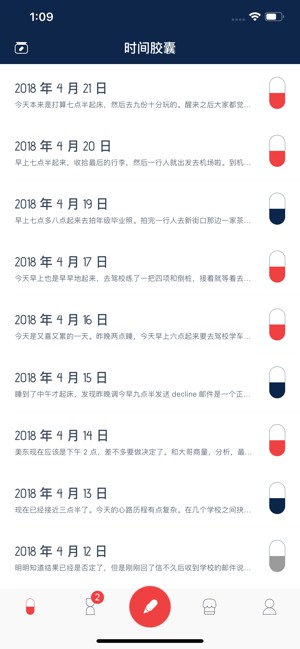 1:09
时间胶囊
2018 年 4 月 21 日
今天本来是打算七点半起床，然后去九份十分玩的。醒来之后大家都觉...
2018 年 4 月 20 日
早上七点半起来，收拾最后的行李，然后一行人就出发去机场啦。到机...
2018 年 4 月 19 日
早上七点多八点起来去拍年级毕业照。拍完一行人去新街口那边一家茶...
2018 年 4 月 17 日
今天早上也是早早地起来，去驾校练了一把四项和倒桩，接着就等着去...
2018 年 4 月 16 日
今天是又喜又累的一天。昨晚两点睡，今天早上六点起来要去驾校学车...
2018 年 4 月 15 日
睡到了中午才起床，发现昨晚调今早九点半发送 decline 邮件是一个正...
2018 年 4 月 14 日
美东现在应该是下午 2 点，差不多要做决定了。和大哥商量，分析，最...
2018 年 4 月 13 日
现在已经接近三点半了。今天的心路历程有点复杂。在几个学校之间抉...
2018 年 4 月 12 日
明明知道结果已经是否定了，但是刚刚回了信不久后收到学校的邮件说...
2